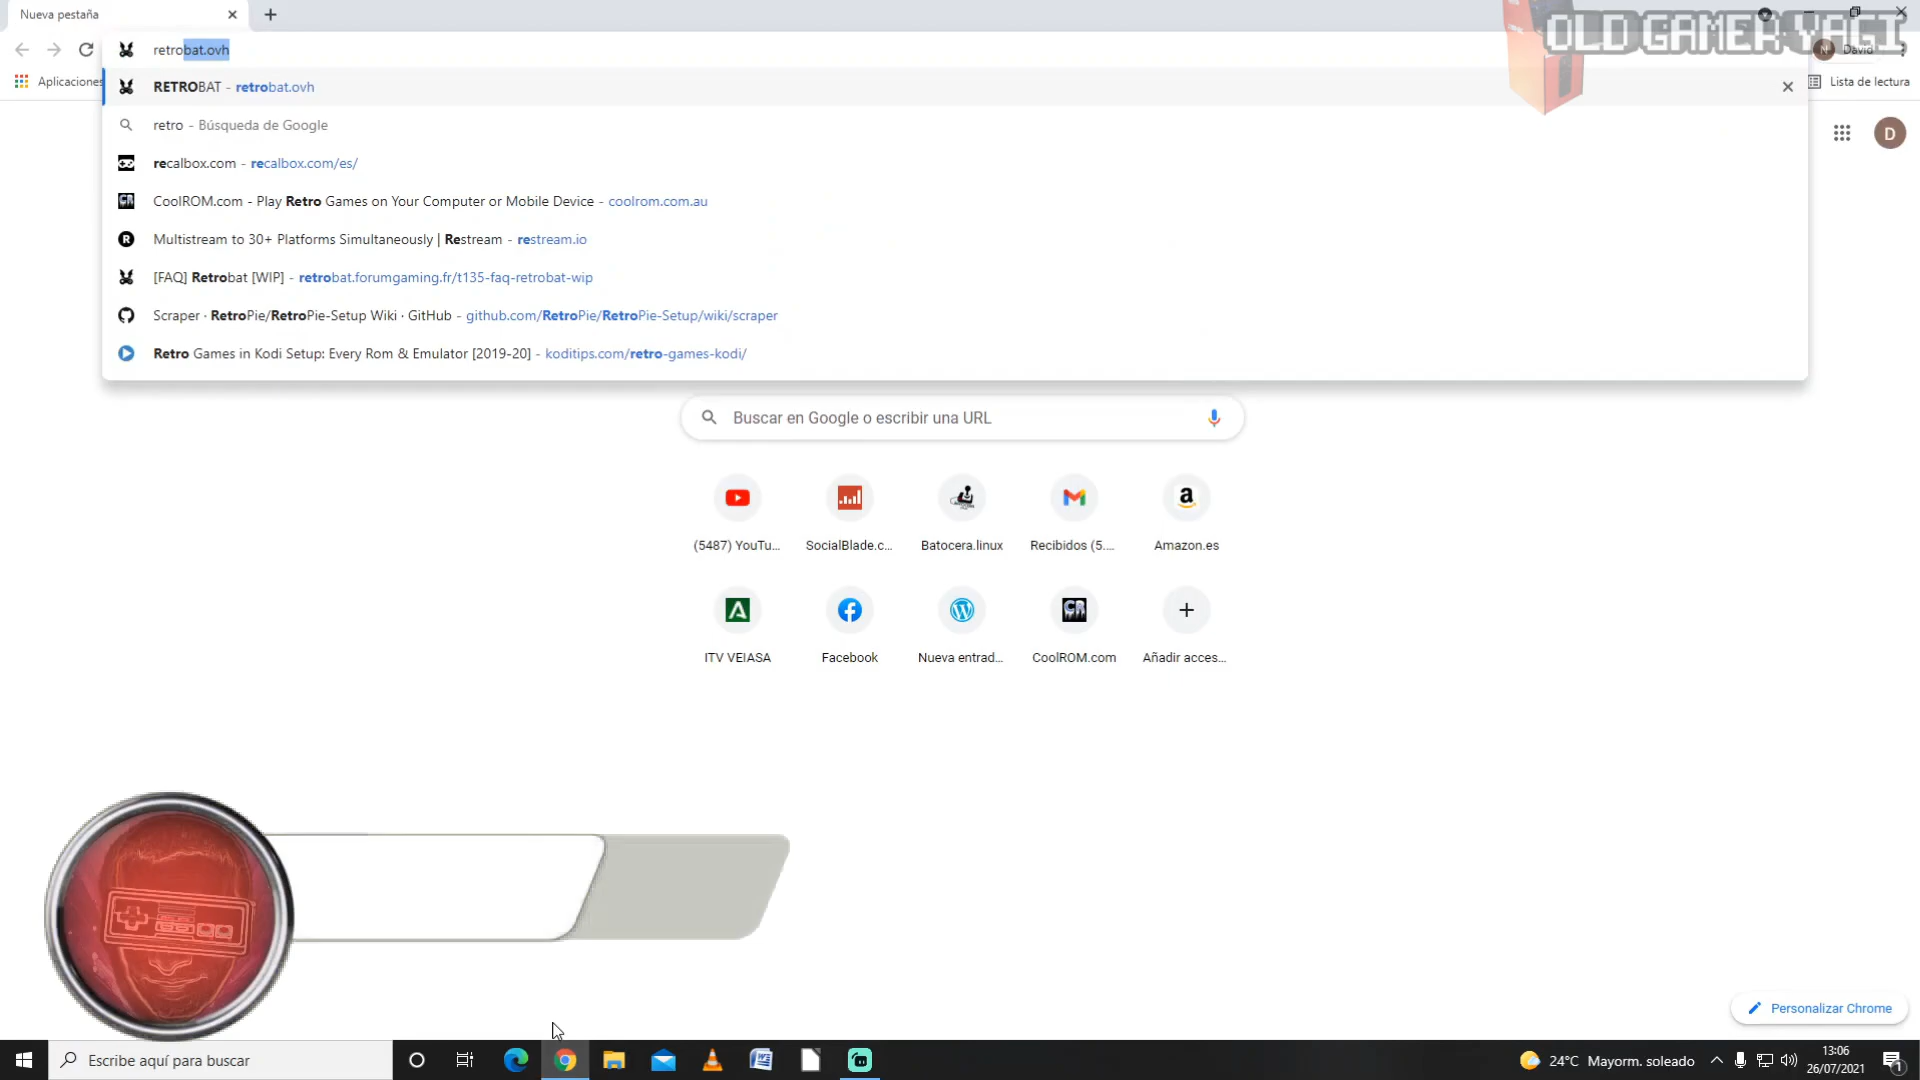 Nueva pestaña
OLD GAMER YAGI
retrobat.ovh
David
Aplicaciones
RETROBAT - retrobat.ovh
Lista de lectura
retro - Búsqueda de Google
D
recalbox.com - recalbox.com/es/
CoolROM.com - Play Retro Games on Your Computer or Mobile Device - coolrom.com.au
Multistream to 30+ Platforms Simultaneously | Restream - restream.io
[FAQ] Retrobat [WIP] - retrobat.forumgaming.fr/t135-faq-retrobat-wip
Scraper · RetroPie/RetroPie-Setup Wiki · GitHub - github.com/RetroPie/RetroPie-Setup/wiki/scraper
Retro Games in Kodi Setup: Every Rom & Emulator [2019-20] - koditips.com/retro-games-kodi/
Buscar en Google o escribir una URL
(5487) YouTu... SocialBlade.c... Batocera.linux Recibidos (5.... Amazon.es
ITV VEIASA Facebook Nueva entrad... CoolROM.com Añadir acces...
Personalizar Chrome
Escribe aquí para buscar
24°C Mayorm. soleado
13:06
26/07/2021